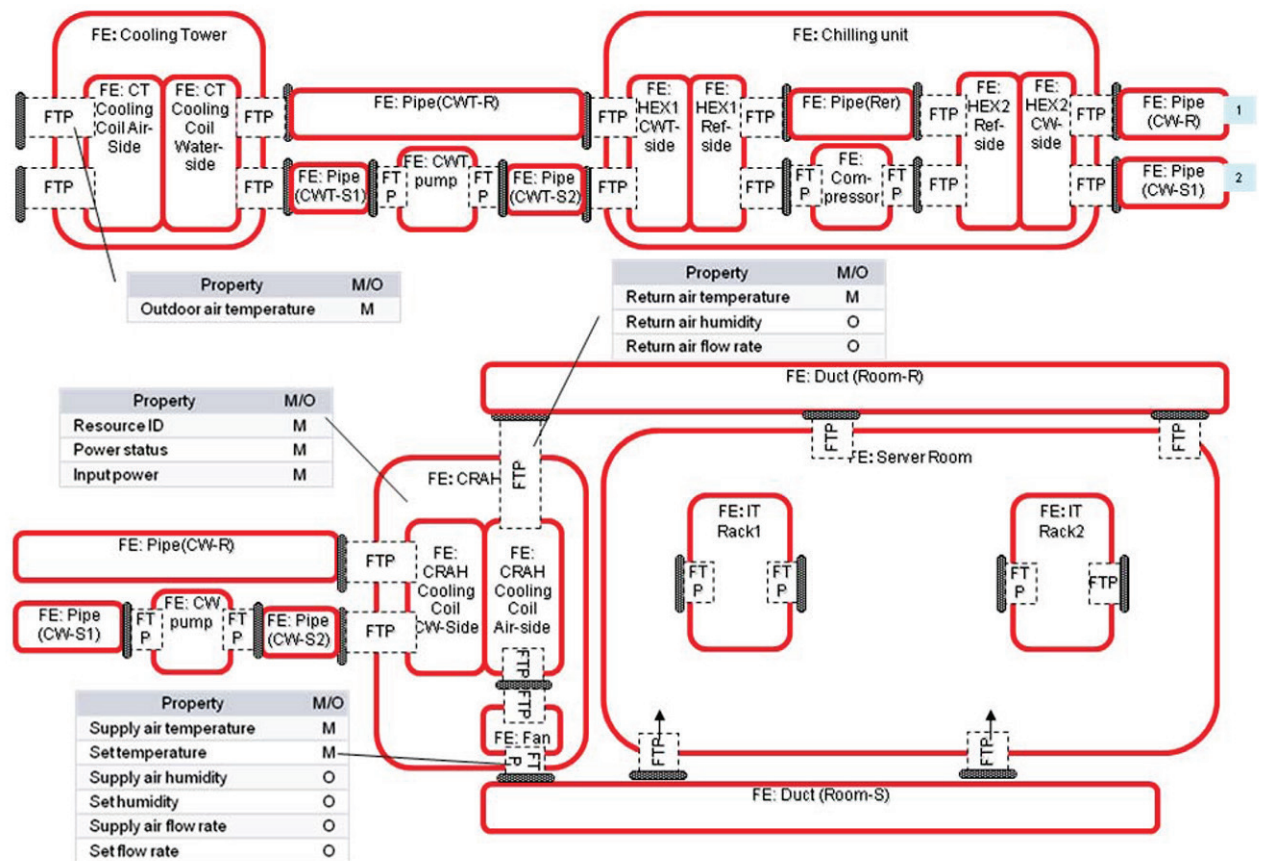 FE: Cooling Tower
FE: Chilling unit
FTP
FE: CT
Cooling
Coil Air-
Side
FE: CT
Cooling
Coil
Water-
side
FTP
FE: Pipe(CWT-R)
FTP
FE:
HEX1
CWT-
side
FE:
HEX1
Ref-
side
FTP
FE: Pipe(Rer)
FTP
FE:
HEX2
Ref-
side
FE:
HEX2
CW-
side
FTP
FE: Pipe
(CW-R)
1
FTP
FTP
FE: Pipe
(CWT-S1)
FT
P
FE: CWT
pump
FT
P
FE: Pipe
(CWT-S2)
FTP
FTP
FT
P
FE:
Com-
pressor
FT
P
FTP
FTP
FE: Pipe
(CW-S1)
2
Property M/O
Outdoor air temperature M
Property M/O
Return air temperature M
Return air humidity O
Return air flow rate O
FE: Duct (Room-R)
Property M/O
Resource ID M
Power status M
Input power M
FE: CRAH
FTP
FTP
FTP
FE: Server Room
FE: IT
Rack1
FT
P
FT
P
FE: IT
Rack2
FT
P
FTP
FE: Pipe(CW-R)
FTP
FE:
CRAH
Cooling
Coil
CW-Side
FE:
CRAH
Cooling
Coil
Air-side
FE: Pipe
(CW-S1)
FT
P
FE: CW
pump
FT
P
FE: Pipe
(CW-S2)
FTP
FTP
FTP
FE: Fan
FT
P
FTP
FTP
Property M/O
Supply air temperature M
Set temperature M
Supply air humidity O
Set humidity O
Supply air flow rate O
Set flow rate O
FE: Duct (Room-S)